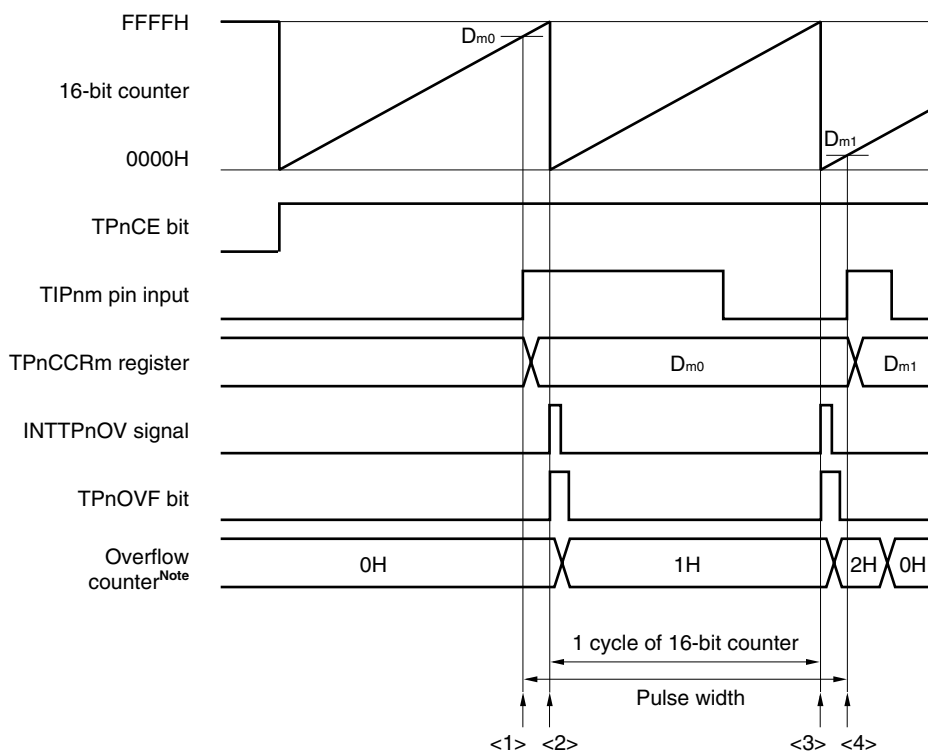 FFFFH
Dm0
16-bit counter
Dm1
0000H
TPnCE bit
TIPnm pin input
TPnCCRm register
Dm0
Dm1
INTTPnOV signal
TPnOVF bit
Overflow
counterNote
0H
1H
2H
0H
1 cycle of 16-bit counter
Pulse width
<1> <2> <3> <4>